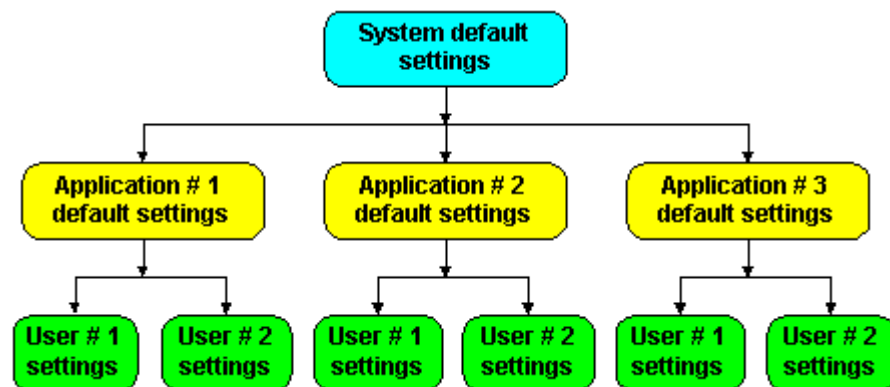 System default
settings
Application # 1
default settings
Application # 2
default settings
Application # 3
default settings
User # 1
settings
User # 2
settings
User # 1
settings
User # 2
settings
User # 1
settings
User # 2
settings